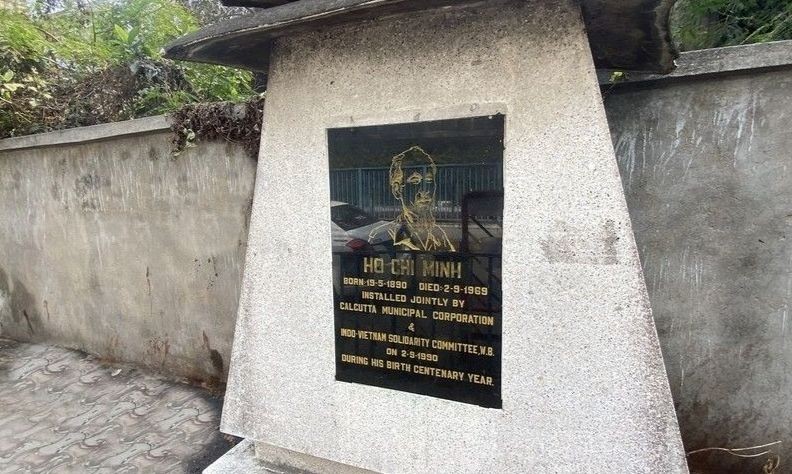 HO CHI MINH
BORN:19-5-1890 DIED:2-9-1969
INSTALLED JOINTLY BY
CALCUTTA MUNICIPAL CORPORATION
&
INDO-VIETNAM SOLIDARITY COMMITTEE, W.B.
ON 2-9-1990
DURING HIS BIRTH CENTENARY YEAR.